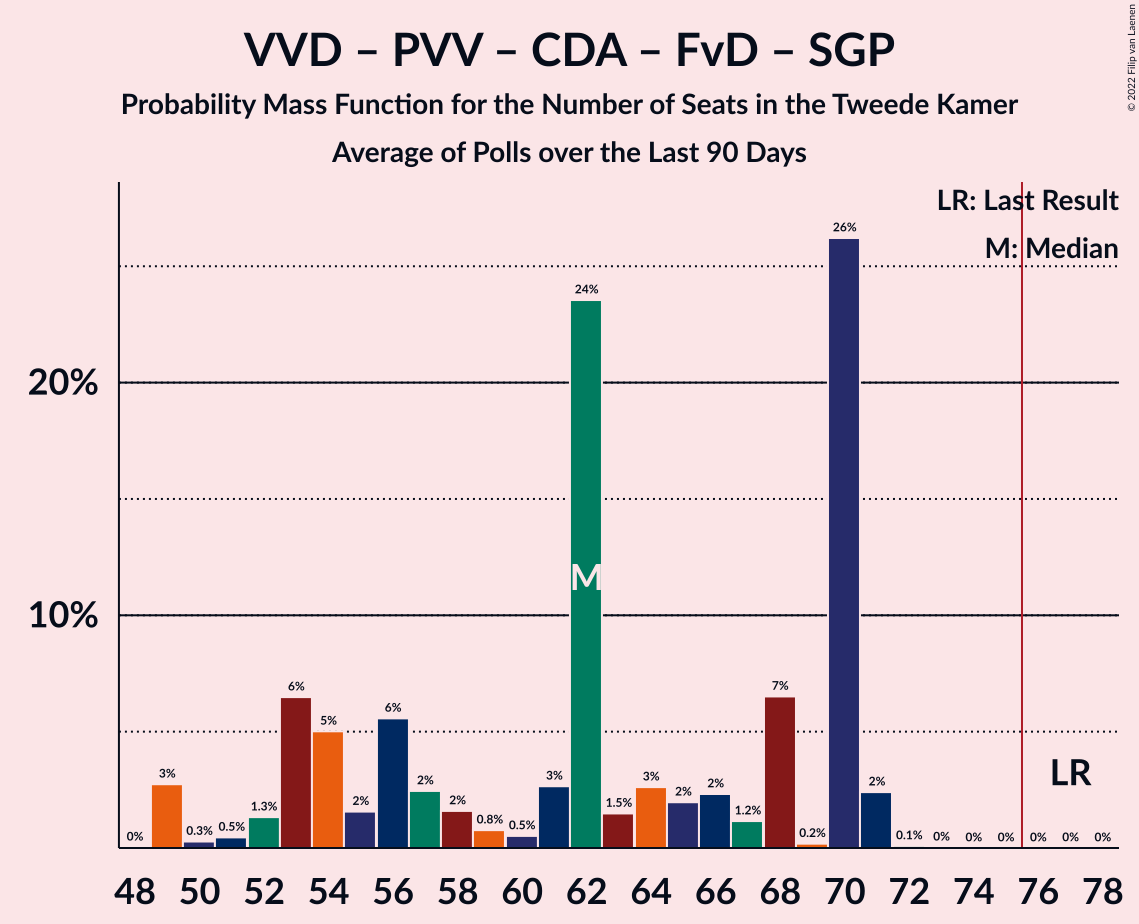 VVD – PVV – CDA – FvD – SGP
Probability Mass Function for the Number of Seats in the Tweede Kamer
Average of Polls over the Last 90 Days
© 2022 Filip van Laenen
LR: Last Result
M: Median
20%
10%
0% 3% 0.3% 0.5% 1.3% 6% 5% 2% 6% 2% 2% 0.8% 0.5% 3% 24% 1.5% 3% 2% 2% 1.2% 7% 0.2% 26% 2% 0.1% 0% 0% 0% 0% 0% 0%
M
LR
48 50 52 54 56 58 60 62 64 66 68 70 72 74 76 78